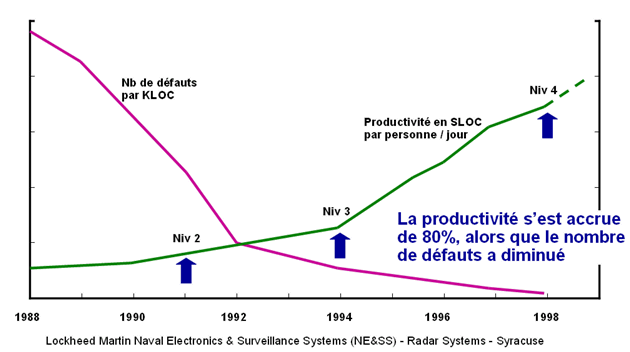 Nb de défauts
par KLOC
Niv 4
Productivité en SLOC
par personne / jour
Niv 3
Niv 2
La productivité s'est accrue
de 80%, alors que le nombre
de défauts a diminué
1988 1990 1992 1994 1996 1998
Lockheed Martin Naval Electronics & Surveillance Systems (NE&SS) - Radar Systems - Syracuse